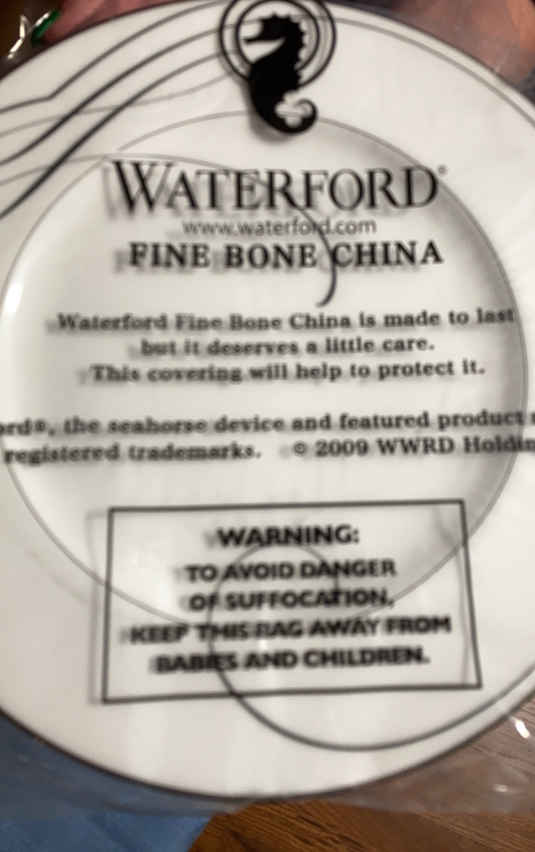 WATERFORD®
www.waterford.com
FINE BONE CHINA
Waterford Fine Bone China is made to last
but it deserves a little care.
This covering will help to protect it.
ord®, the seahorse device and featured product
registered trademarks. © 2009 WWRD Holdin
WARNING:
TO AVOID DANGER
OF SUFFOCATION,
KEEP THIS BAG AWAY FROM
BABIES AND CHILDREN.